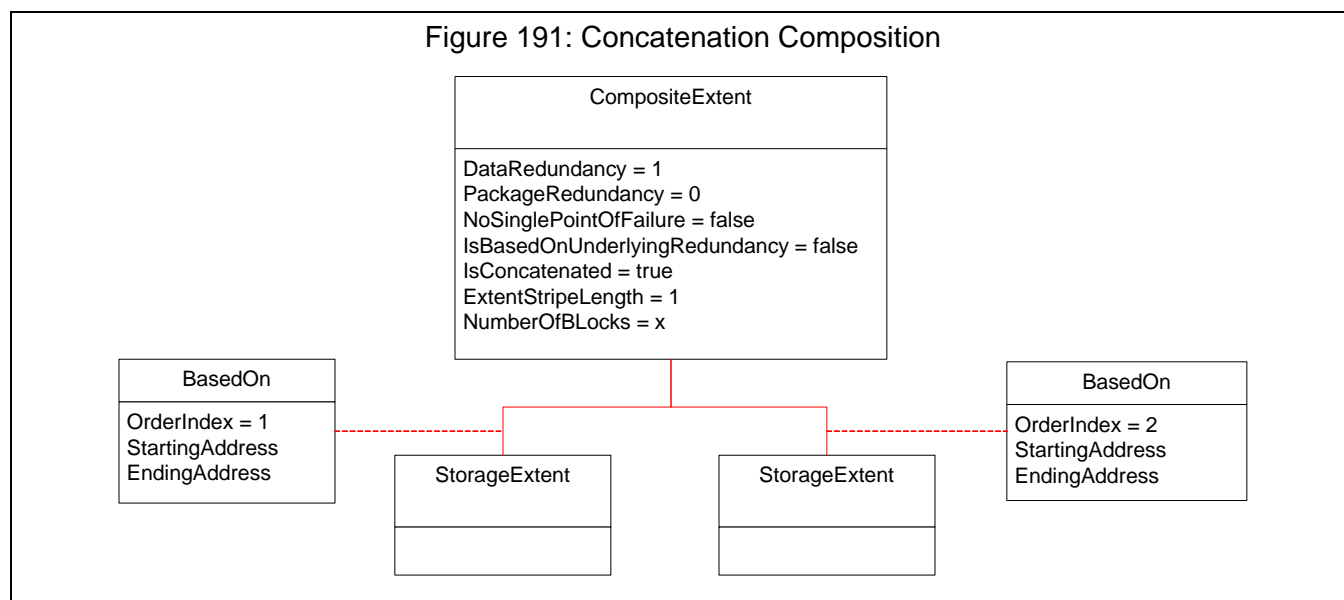 Figure 191: Concatenation Composition
CompositeExtent
DataRedundancy = 1
PackageRedundancy = 0
NoSinglePointOfFailure = false
IsBasedOnUnderlyingRedundancy = false
IsConcatenated = true
ExtentStripeLength = 1
NumberOfBLocks = x
BasedOn
OrderIndex = 1
StartingAddress
EndingAddress
BasedOn
OrderIndex = 2
StartingAddress
EndingAddress
StorageExtent
StorageExtent